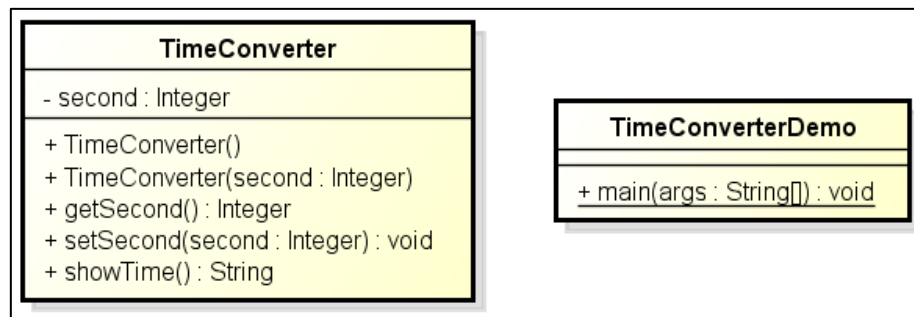 TimeConverter
- second : Integer
+ TimeConverter()
+ TimeConverter(second : Integer)
+ getSecond() : Integer
+ setSecond(second : Integer) : void
+ showTime() : String
TimeConverterDemo
+ main(args : String[]) : void